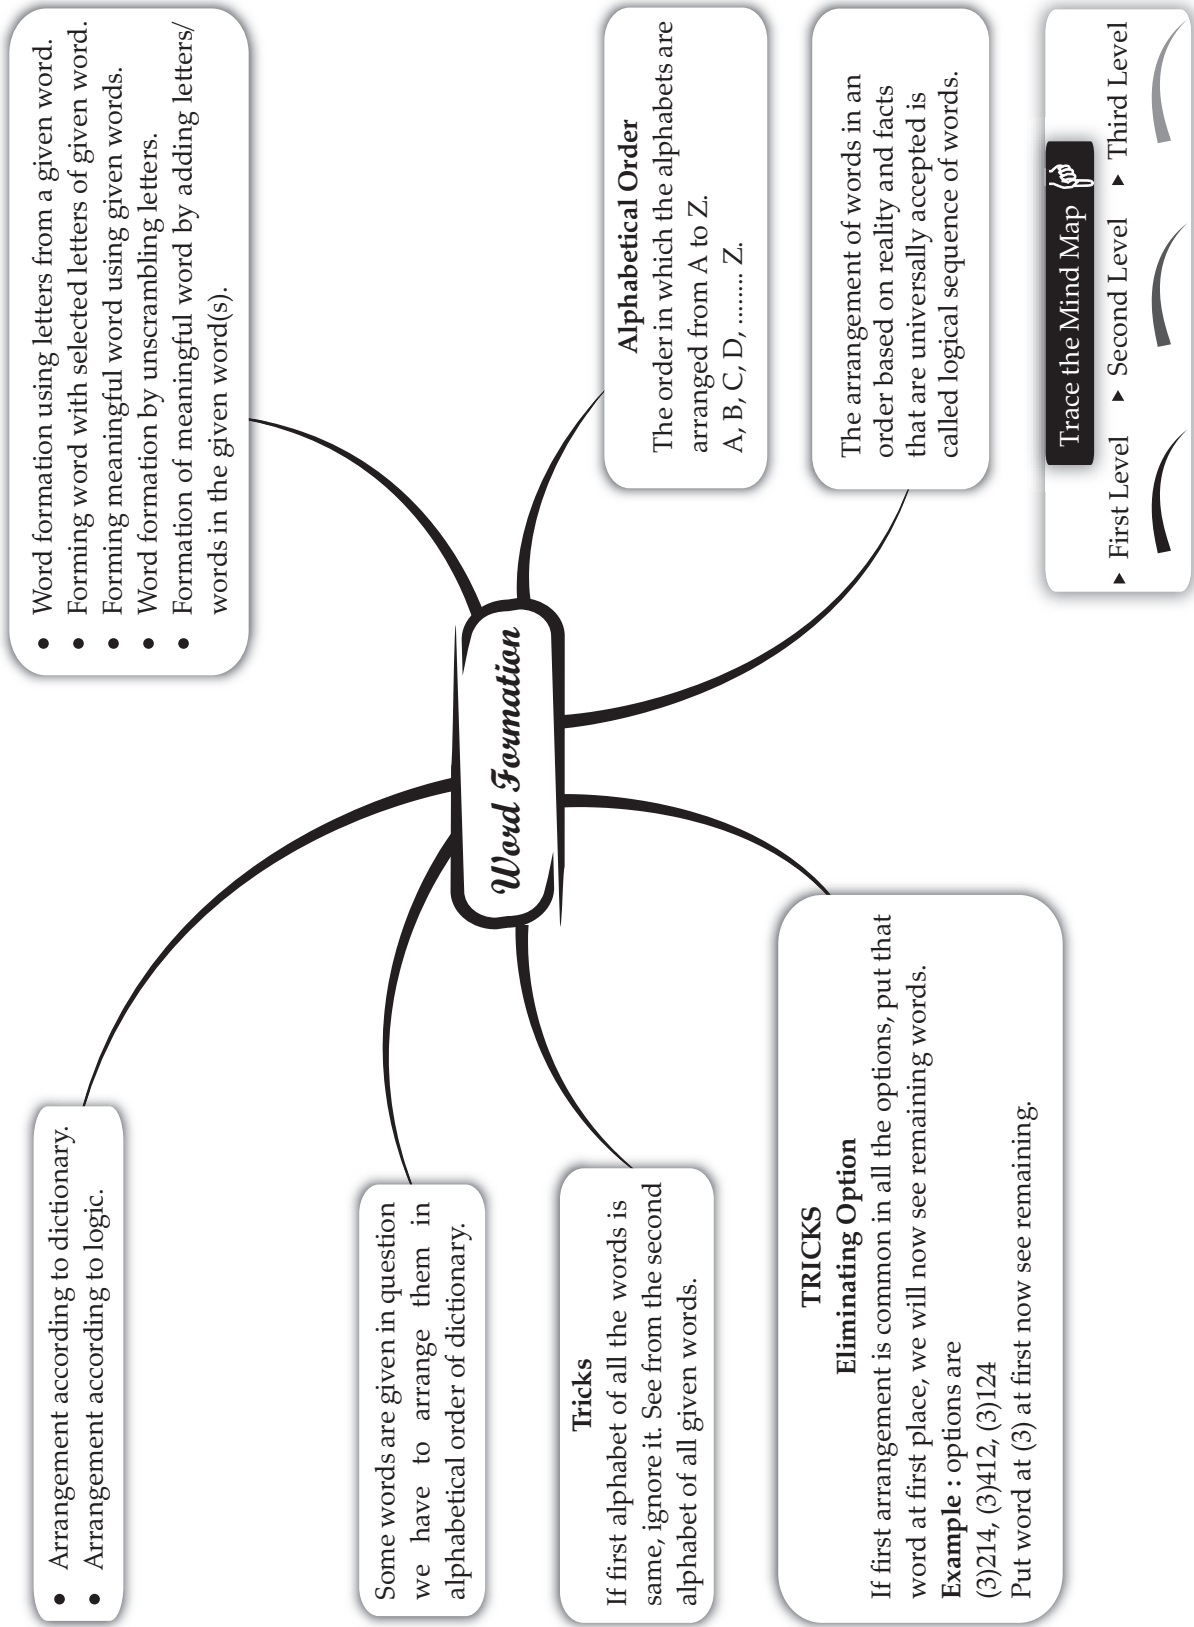 • Arrangement according to dictionary.
• Arrangement according to logic.
• Word formation using letters from a given word.
• Forming word with selected letters of given word.
• Forming meaningful word using given words.
• Word formation by unscrambling letters.
• Formation of meaningful word by adding letters/
words in the given word(s).
Some words are given in question
we have to arrange them in
alphabetical order of dictionary.
Word Formation
Tricks
If first alphabet of all the words is
same, ignore it. See from the second
alphabet of all given words.
Alphabetical Order
The order in which the alphabets are
arranged from A to Z.
A, B, C, D, ........ Z.
TRICKS
Eliminating Option
If first arrangement is common in all the options, put that
word at first place, we will now see remaining words.
Example : options are
(3)214, (3)412, (3)124
Put word at (3) at first now see remaining.
The arrangement of words in an
order based on reality and facts
that are universally accepted is
called logical sequence of words.
Trace the Mind Map
▸ First Level ▸ Second Level ▸ Third Level